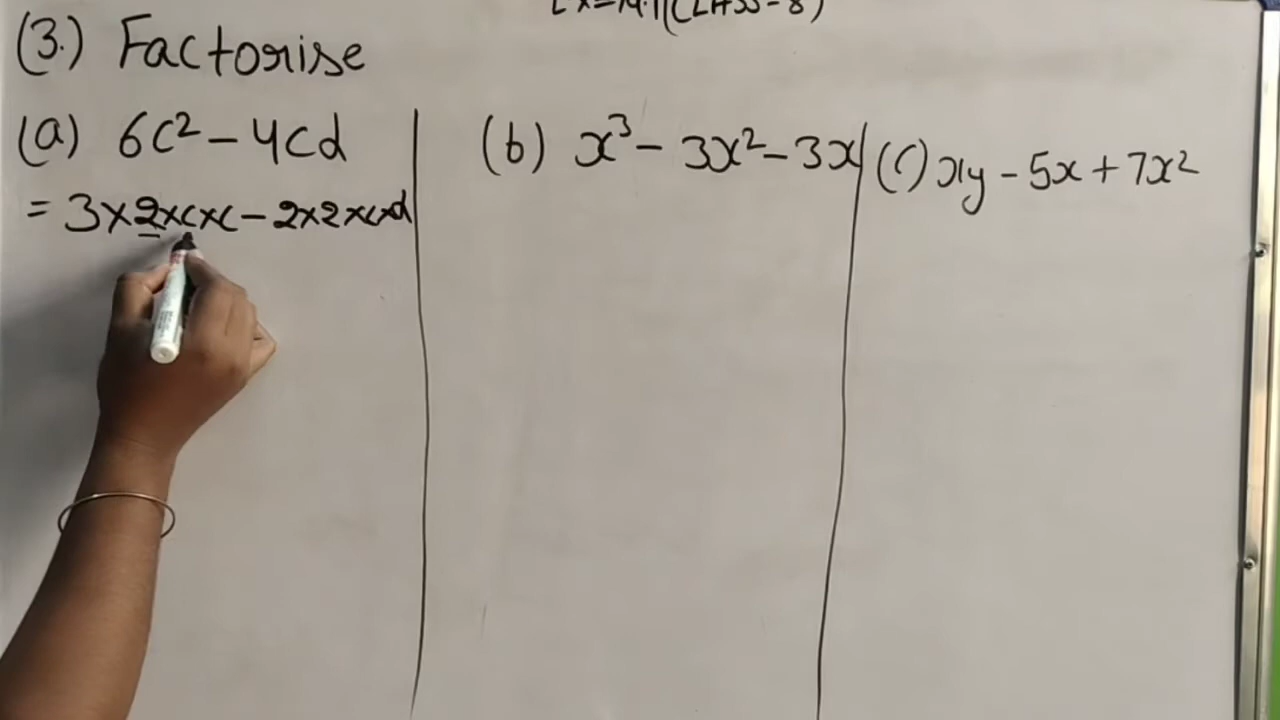 (3.) Factorise
(a) 6c² - 4cd
= 3×2×c×c - 2×2×c×d
(b) x³ - 3x² - 3x
(c) xy - 5x + 7x²